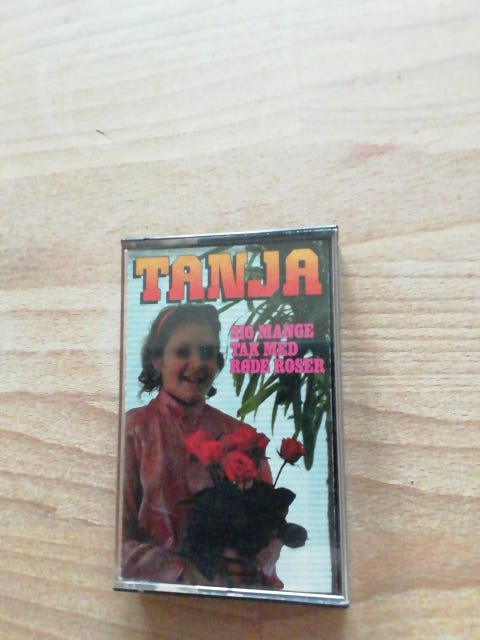 TANJA
SIG MANGE
TAK MED
RØDE ROSER